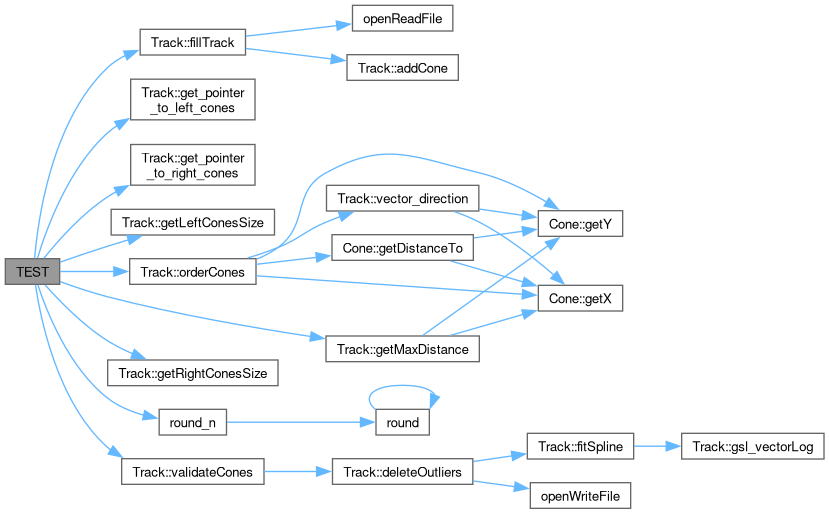 openReadFile
Track::fillTrack
Track::addCone
Track::get_pointer
_to_left_cones
Track::get_pointer
_to_right_cones
Track::vector_direction
Track::getLeftConesSize
Cone::getY
Cone::getDistanceTo
TEST
Track::orderCones
Cone::getX
Track::getMaxDistance
Track::getRightConesSize
round_n
round
Track::fitSpline
Track::gsl_vectorLog
Track::validateCones
Track::deleteOutliers
openWriteFile